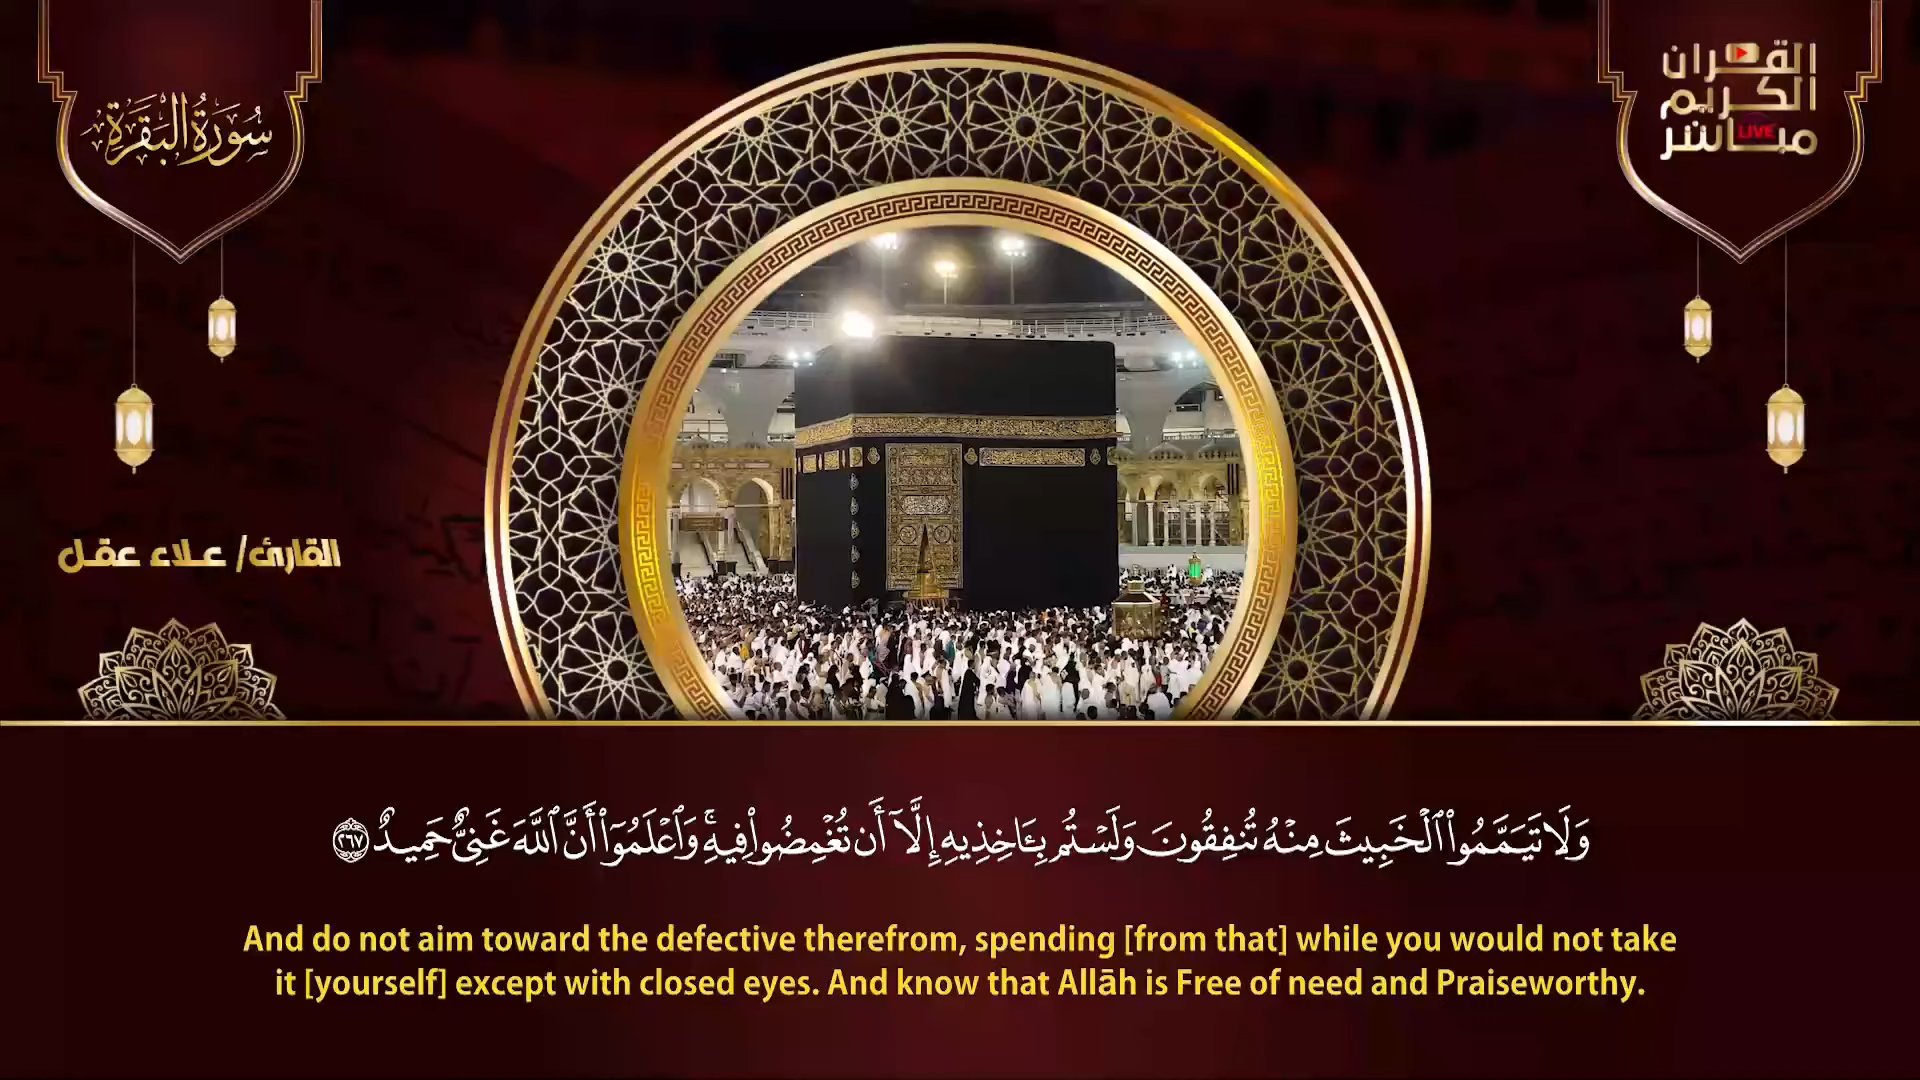 سُورَةُ البَقَرَةِ
القرآن
الكريم
مباشر
LIVE
القارئ/ علاء عقل
وَلَا تَيَمَّمُوا۟ ٱلْخَبِيثَ مِنْهُ تُنفِقُونَ وَلَسْتُم بِـَٔاخِذِيهِ إِلَّآ أَن تُغْمِضُوا۟ فِيهِ ۚ وَٱعْلَمُوٓا۟ أَنَّ ٱللَّهَ غَنِىٌّ حَمِيدٌ ٢٦٧
And do not aim toward the defective therefrom, spending [from that] while you would not take
it [yourself] except with closed eyes. And know that Allāh is Free of need and Praiseworthy.